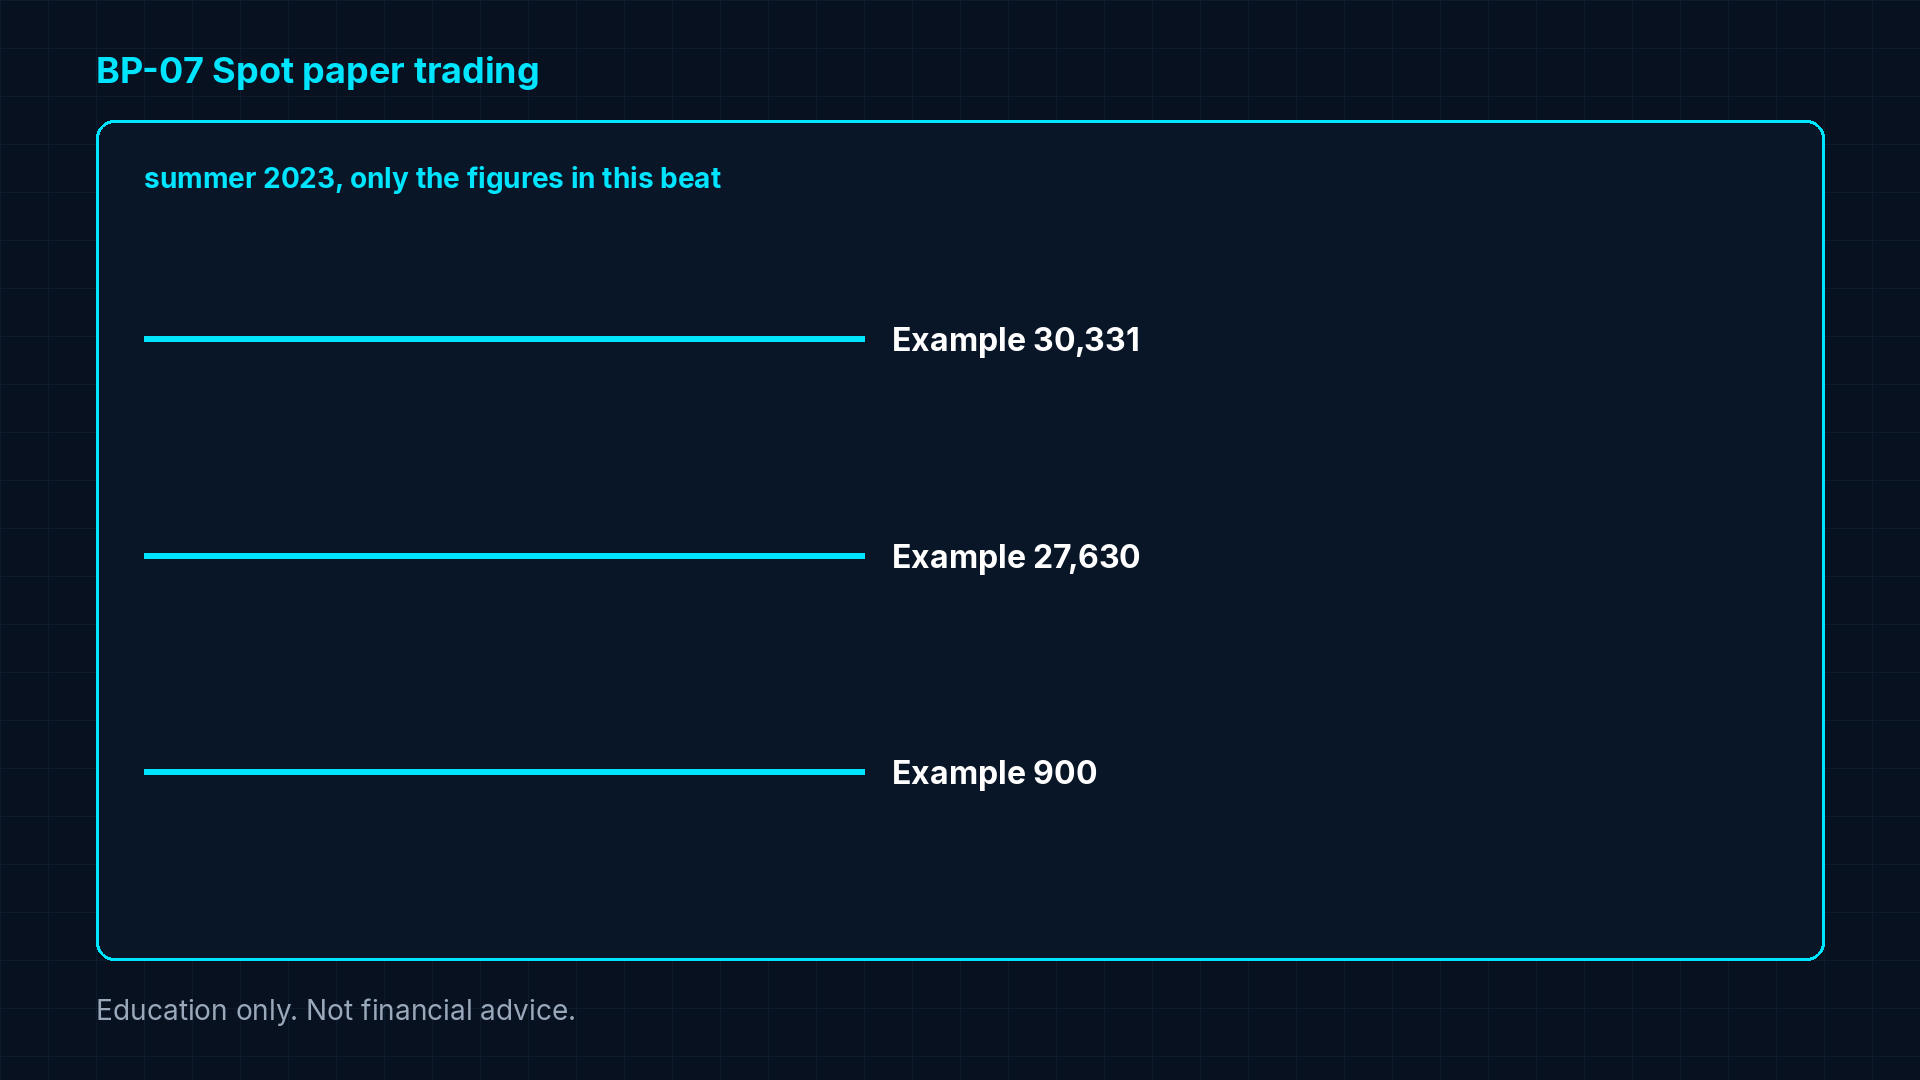 BP-07 Spot paper trading
summer 2023, only the figures in this beat
Example 30,331
Example 27,630
Example 900
Education only. Not financial advice.